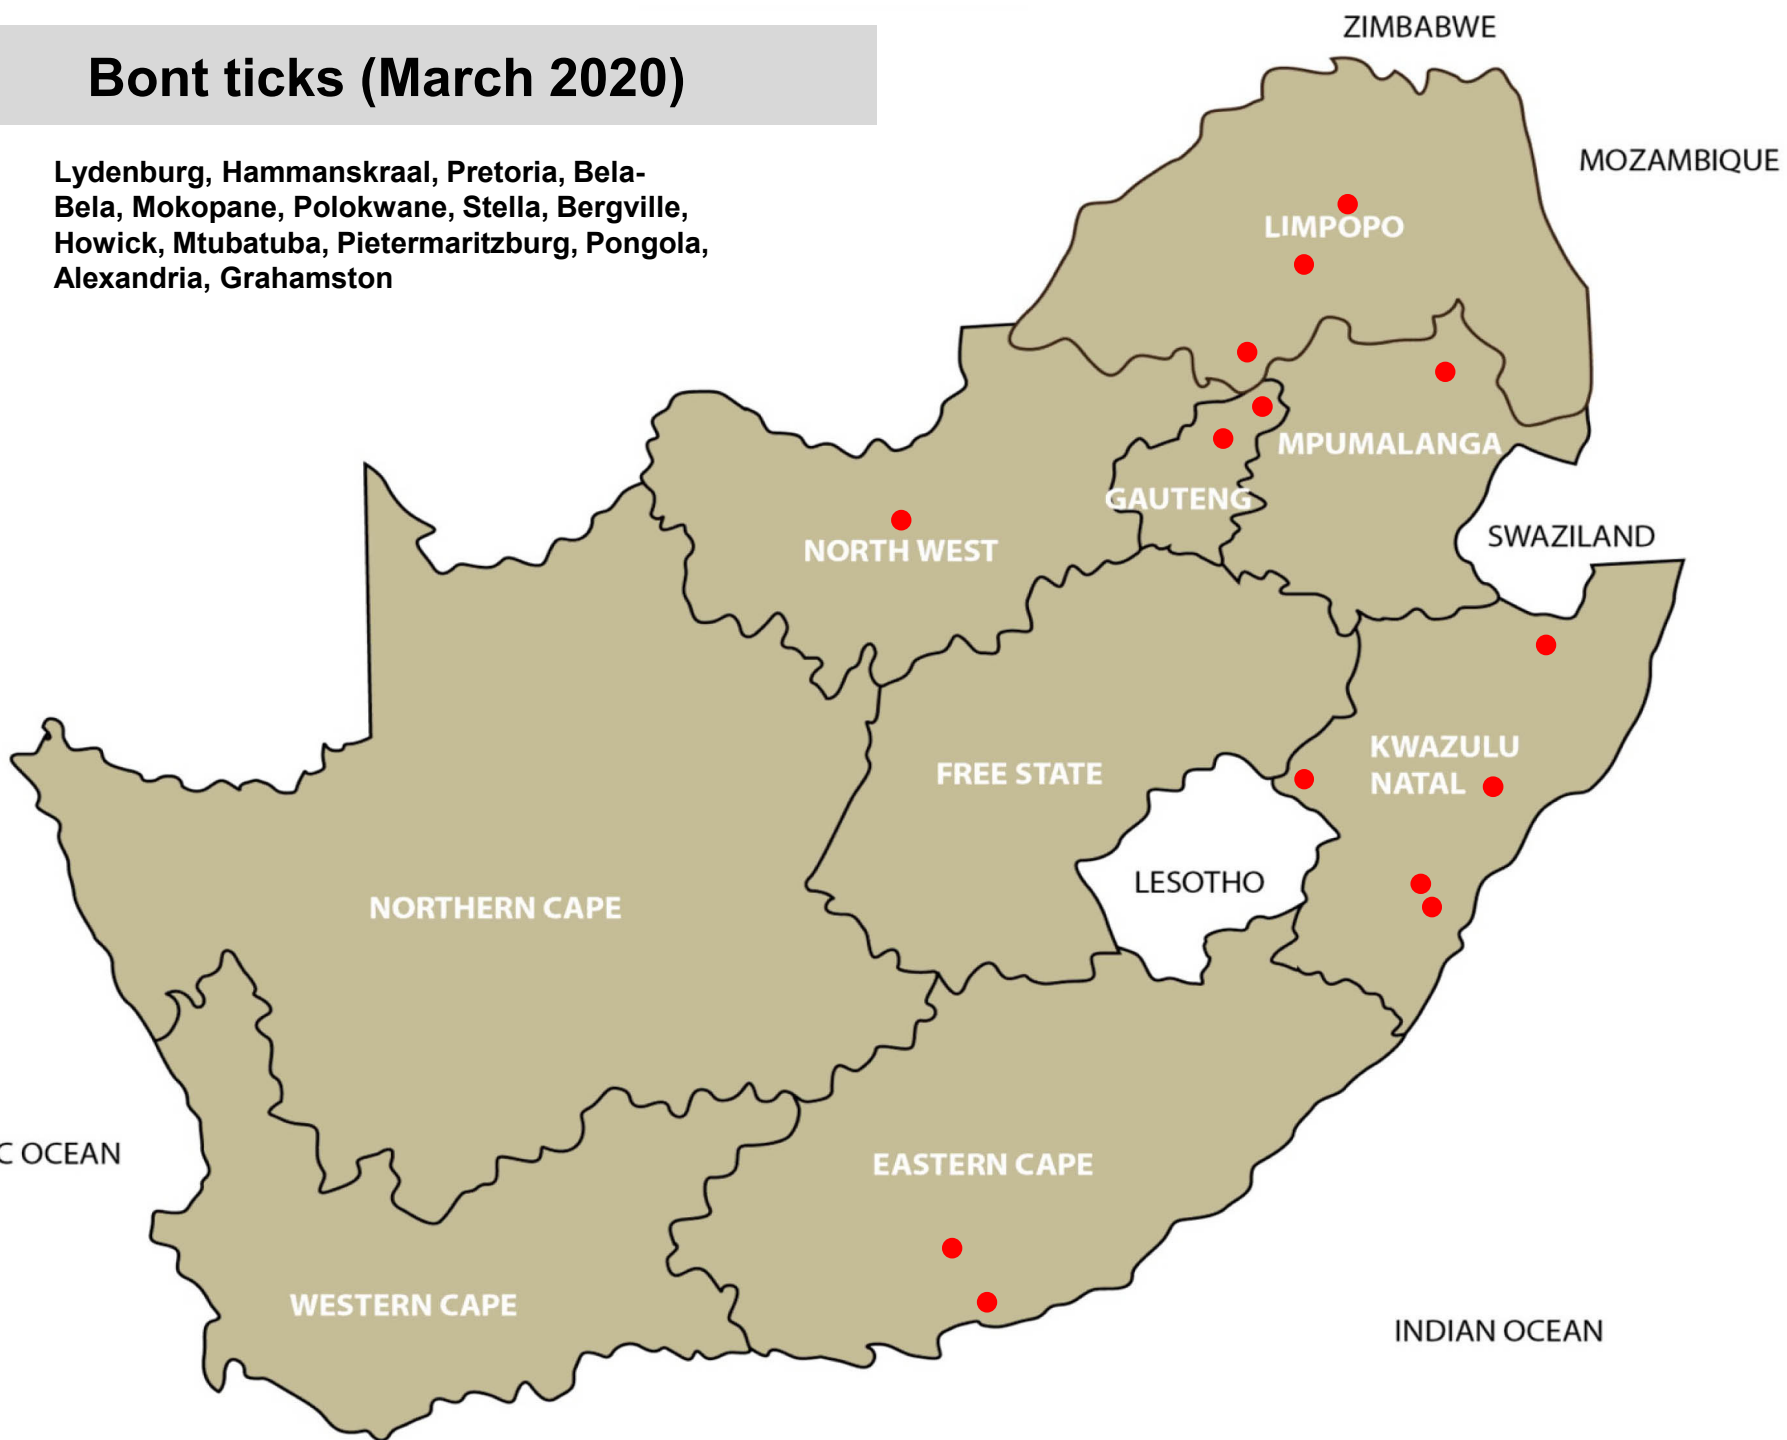 ZIMBABWE
Bont ticks (March 2020)
MOZAMBIQUE
Lydenburg, Hammanskraal, Pretoria, Bela-
Bela, Mokopane, Polokwane, Stella, Bergville,
Howick, Mtubatuba, Pietermaritzburg, Pongola,
Alexandria, Grahamston
LIMPOPO
MPUMALANGA
GAUTENG
SWAZILAND
NORTH WEST
KWAZULU
NATAL
FREE STATE
LESOTHO
NORTHERN CAPE
C OCEAN
EASTERN CAPE
WESTERN CAPE
INDIAN OCEAN